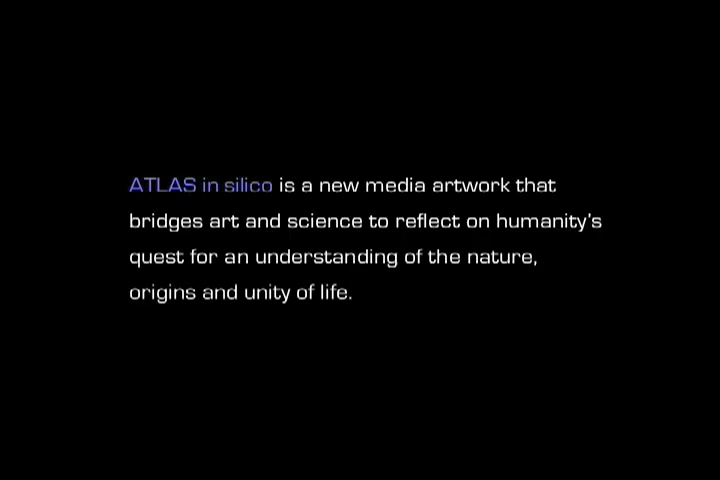 ATLAS in silico is a new media artwork that
bridges art and science to reflect on humanity's
quest for an understanding of the nature,
origins and unity of life.